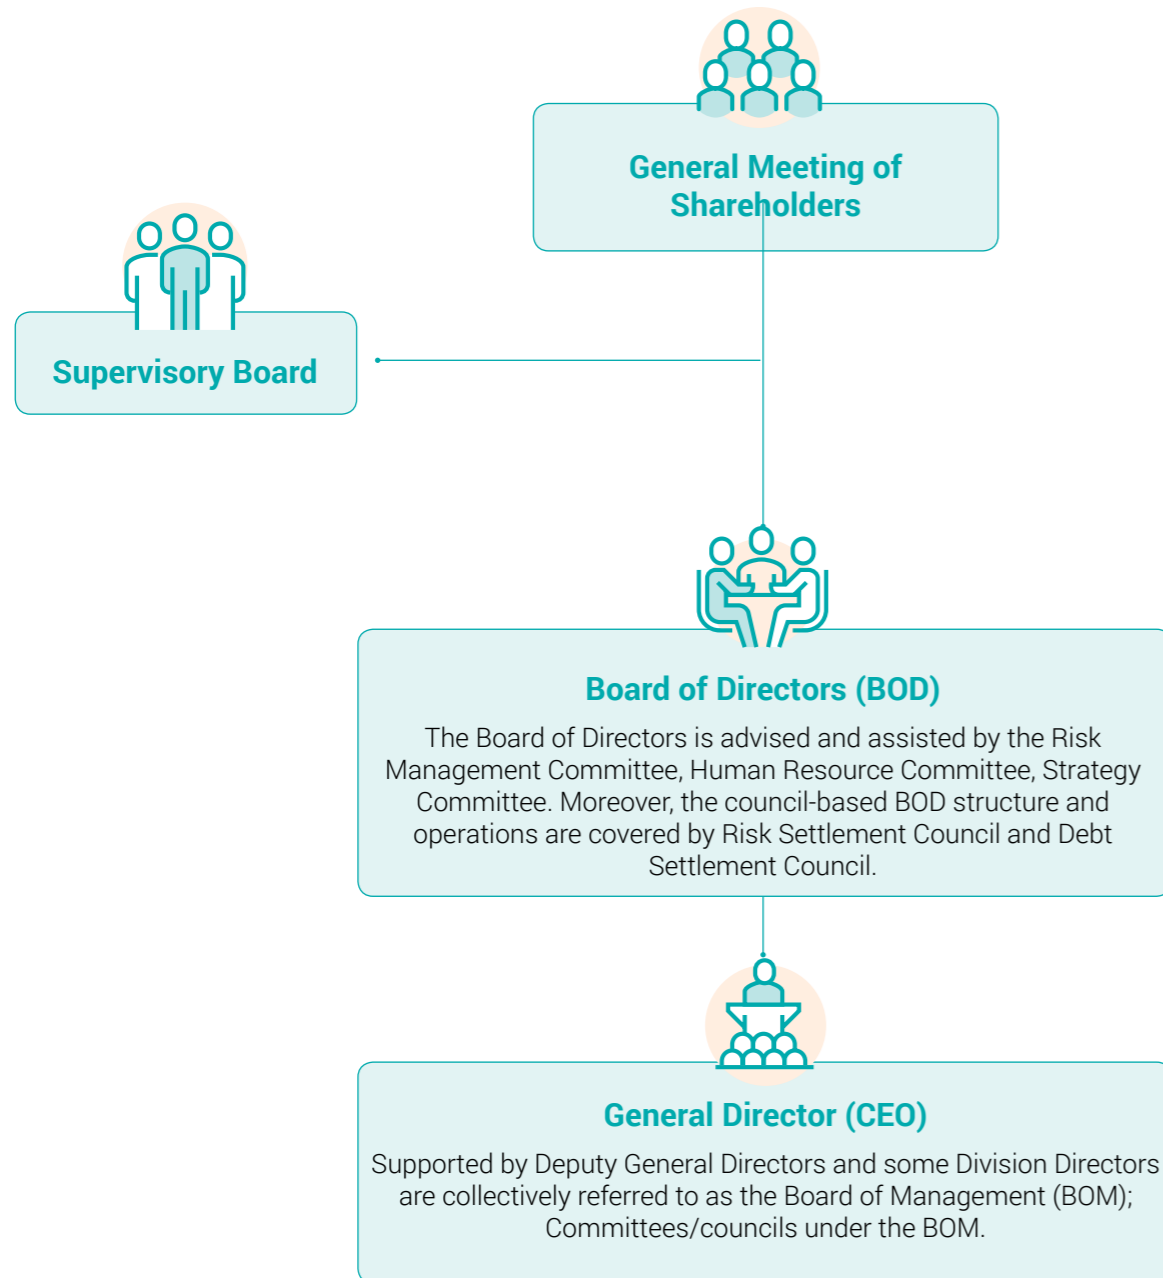 General Meeting of
Shareholders
Supervisory Board
Board of Directors (BOD)
The Board of Directors is advised and assisted by the Risk
Management Committee, Human Resource Committee, Strategy
Committee. Moreover, the council-based BOD structure and
operations are covered by Risk Settlement Council and Debt
Settlement Council.
General Director (CEO)
Supported by Deputy General Directors and some Division Directors
are collectively referred to as the Board of Management (BOM);
Committees/councils under the BOM.